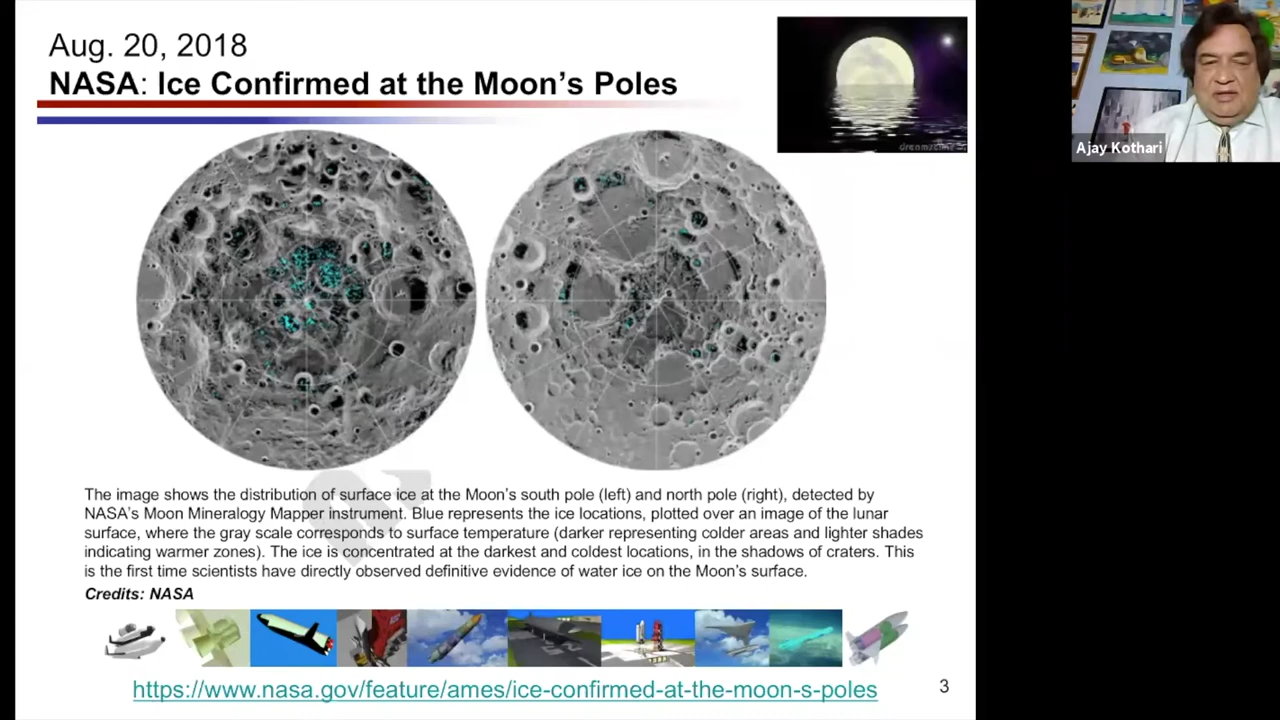 Aug. 20, 2018
NASA: Ice Confirmed at the Moon's Poles
Ajay Kothari
The image shows the distribution of surface ice at the Moon's south pole (left) and north pole (right), detected by
NASA's Moon Mineralogy Mapper instrument. Blue represents the ice locations, plotted over an image of the lunar
surface, where the gray scale corresponds to surface temperature (darker representing colder areas and lighter shades
indicating warmer zones). The ice is concentrated at the darkest and coldest locations, in the shadows of craters. This
is the first time scientists have directly observed definitive evidence of water ice on the Moon's surface.
Credits: NASA
https://www.nasa.gov/feature/ames/ice-confirmed-at-the-moon-s-poles
3